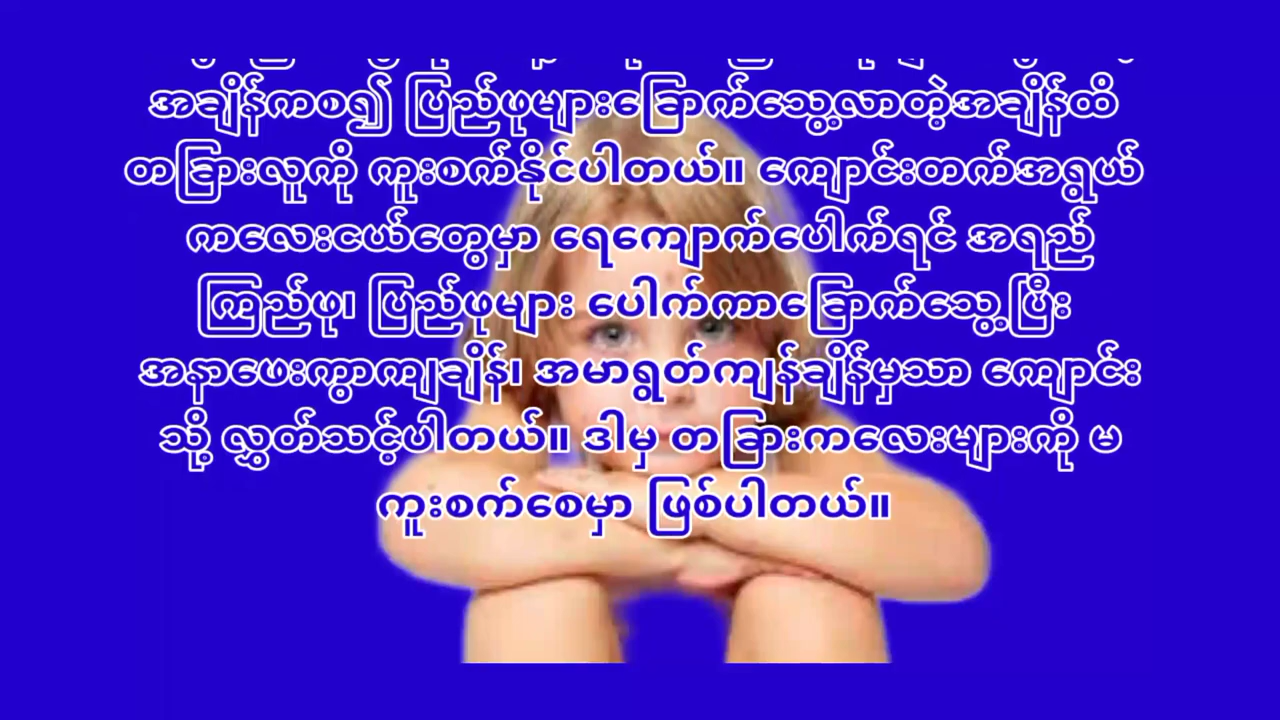 အချိန်ကစ၍ ပြည်ဖုများခြောက်သွေ့လာတဲ့အချိန်ထိ
တခြားလူကို ကူးစက်နိုင်ပါတယ်။ ကျောင်းတက်အရွယ်
ကလေးငယ်တွေမှာ ရေကျောက်ပေါက်ရင် အရည်
ကြည်ဖု၊ ပြည်ဖုများ ပေါက်ကာခြောက်သွေ့ပြီး
အနာဖေးကွာကျချိန်၊ အမာရွတ်ကျန်ချိန်မှသာ ကျောင်း
သို့ လွှတ်သင့်ပါတယ်။ ဒါမှ တခြားကလေးများကို မ
ကူးစက်စေမှာ ဖြစ်ပါတယ်။